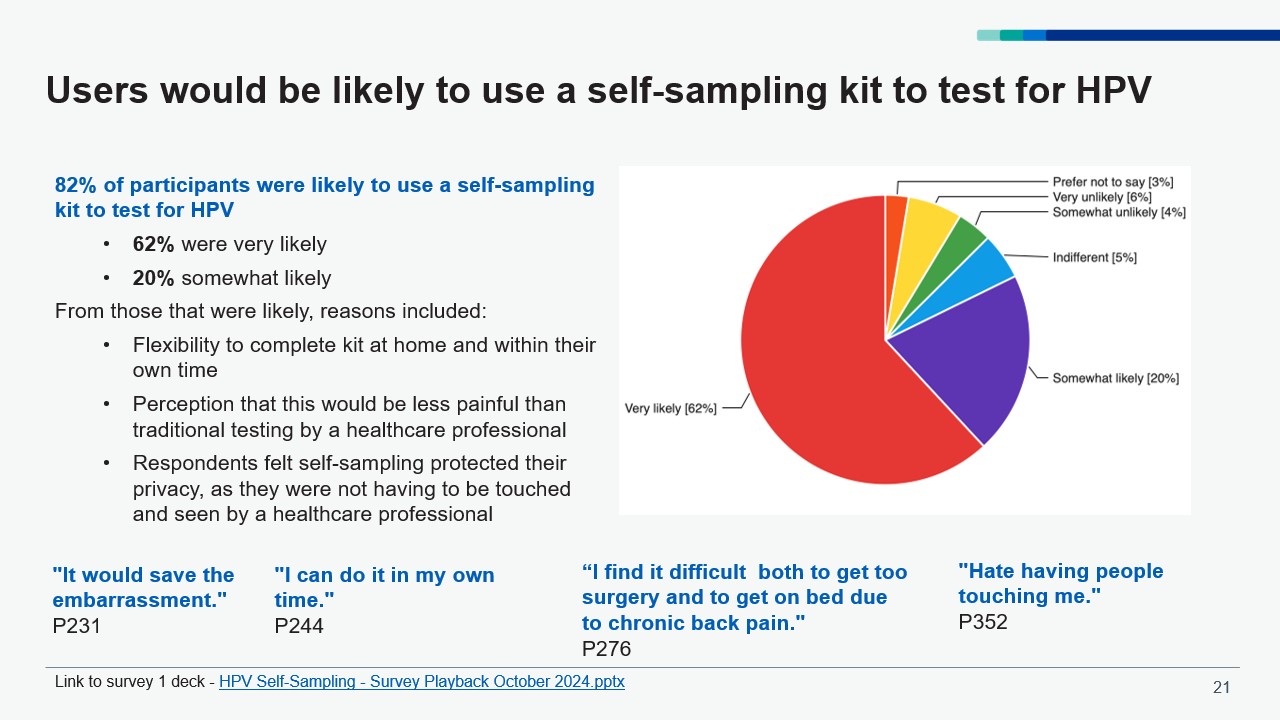 Users would be likely to use a self-sampling kit to test for HPV
82% of participants were likely to use a self-sampling
kit to test for HPV
• 62% were very likely
• 20% somewhat likely
From those that were likely, reasons included:
• Flexibility to complete kit at home and within their
own time
• Perception that this would be less painful than
traditional testing by a healthcare professional
• Respondents felt self-sampling protected their
privacy, as they were not having to be touched
and seen by a healthcare professional
Prefer not to say [3%]
Very unlikely [6%]
Somewhat unlikely [4%]
Indifferent [5%]
Somewhat likely [20%]
Very likely [62%]
"It would save the
embarrassment."
P231
"I can do it in my own
time."
P244
“I find it difficult  both to get too
surgery and to get on bed due
to chronic back pain."
P276
"Hate having people
touching me."
P352
Link to survey 1 deck - HPV Self-Sampling - Survey Playback October 2024.pptx
21